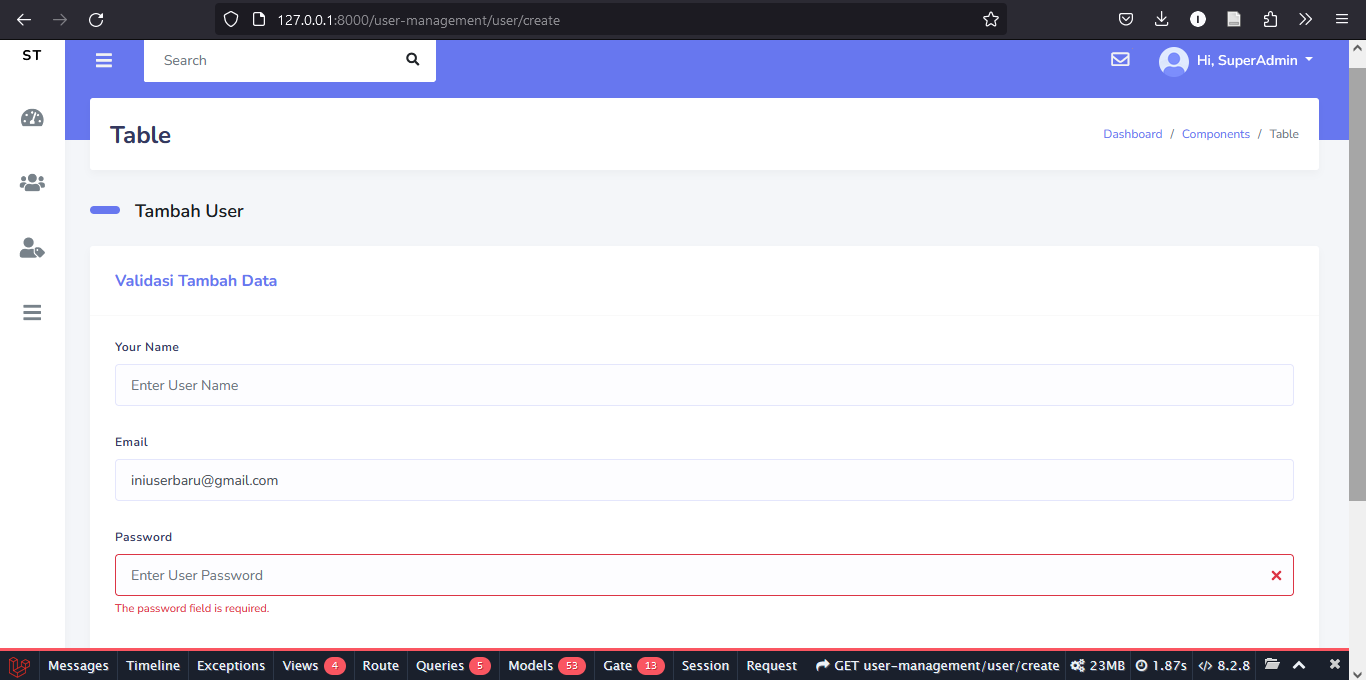 127.0.0.1:8000/user-management/user/create
ST
Search
Hi, SuperAdmin
Table
Dashboard / Components / Table
Tambah User
Validasi Tambah Data
Your Name
Enter User Name
Email
iniuserbaru@gmail.com
Password
Enter User Password
The password field is required.
Messages Timeline Exceptions Views 4 Route Queries 5 Models 53 Gate 13 Session Request GET user-management/user/create 23MB 1.87s 8.2.8